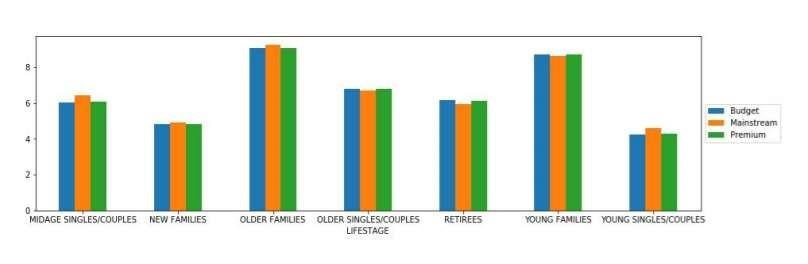 8
6
4
2
0
MIDAGE SINGLES/COUPLES NEW FAMILIES OLDER FAMILIES OLDER SINGLES/COUPLES RETIREES YOUNG FAMILIES YOUNG SINGLES/COUPLES
LIFESTAGE
Budget
Mainstream
Premium